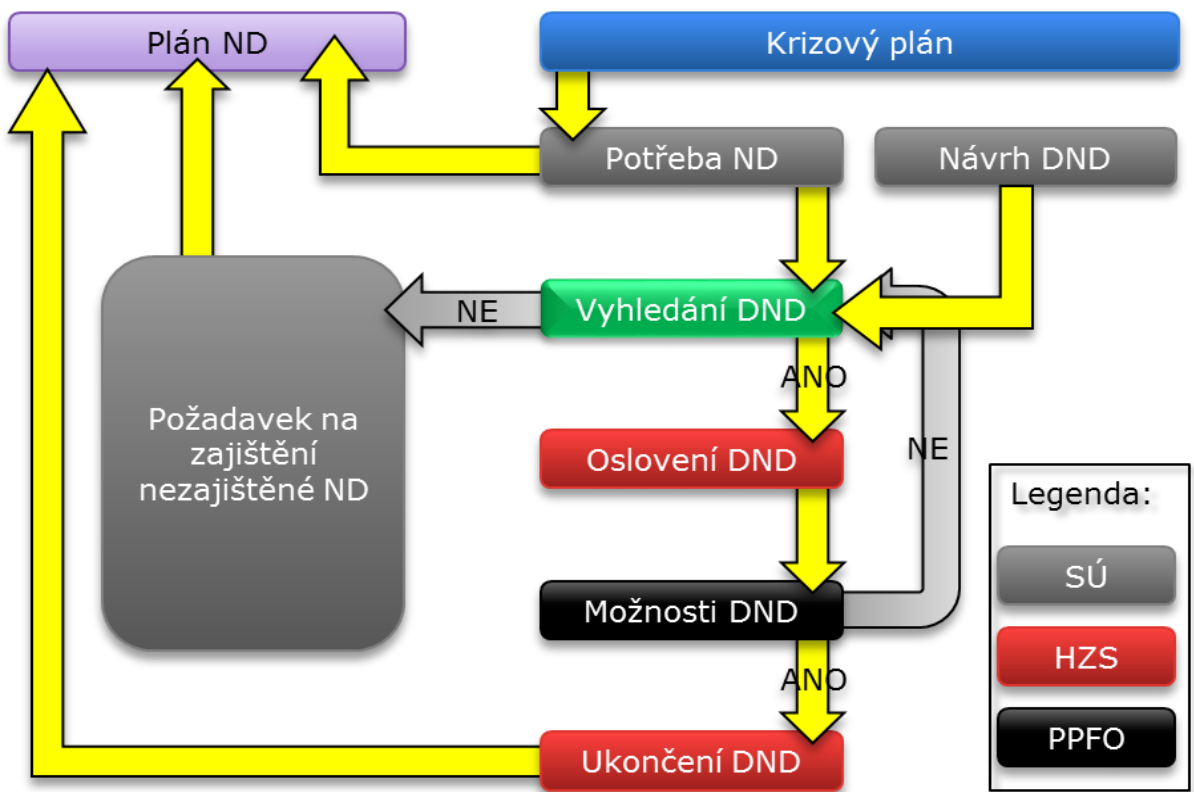 Plán ND
Krizový plán
Potřeba ND
Návrh DND
NE
Vyhledání DND
ANO
Požadavek na
zajištění
nezajištěné ND
Oslovení DND
NE
Legenda:
SÚ
Možnosti DND
HZS
ANO
PPFO
Ukončení DND